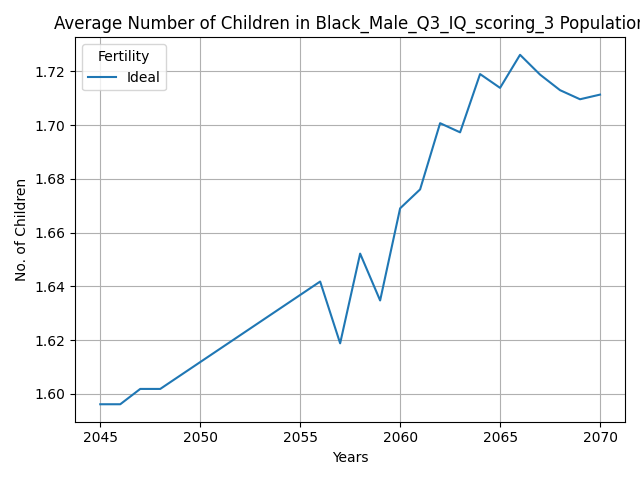 Average Number of Children in Black_Male_Q3_IQ_scoring_3 Population
Fertility
Ideal
No. of Children
1.72
1.70
1.68
1.66
1.64
1.62
1.60
2045 2050 2055 2060 2065 2070
Years